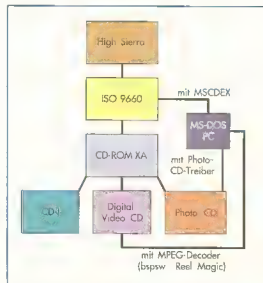 High Sierra
ISO 9660
mit MSCDEX
MS-DOS
PC
CD-ROM XA
mit Photo-
CD-Treiber
CD-I
Digital
Video CD
Photo CD
mit MPEG-Decoder
(bspsw Reel Magic)